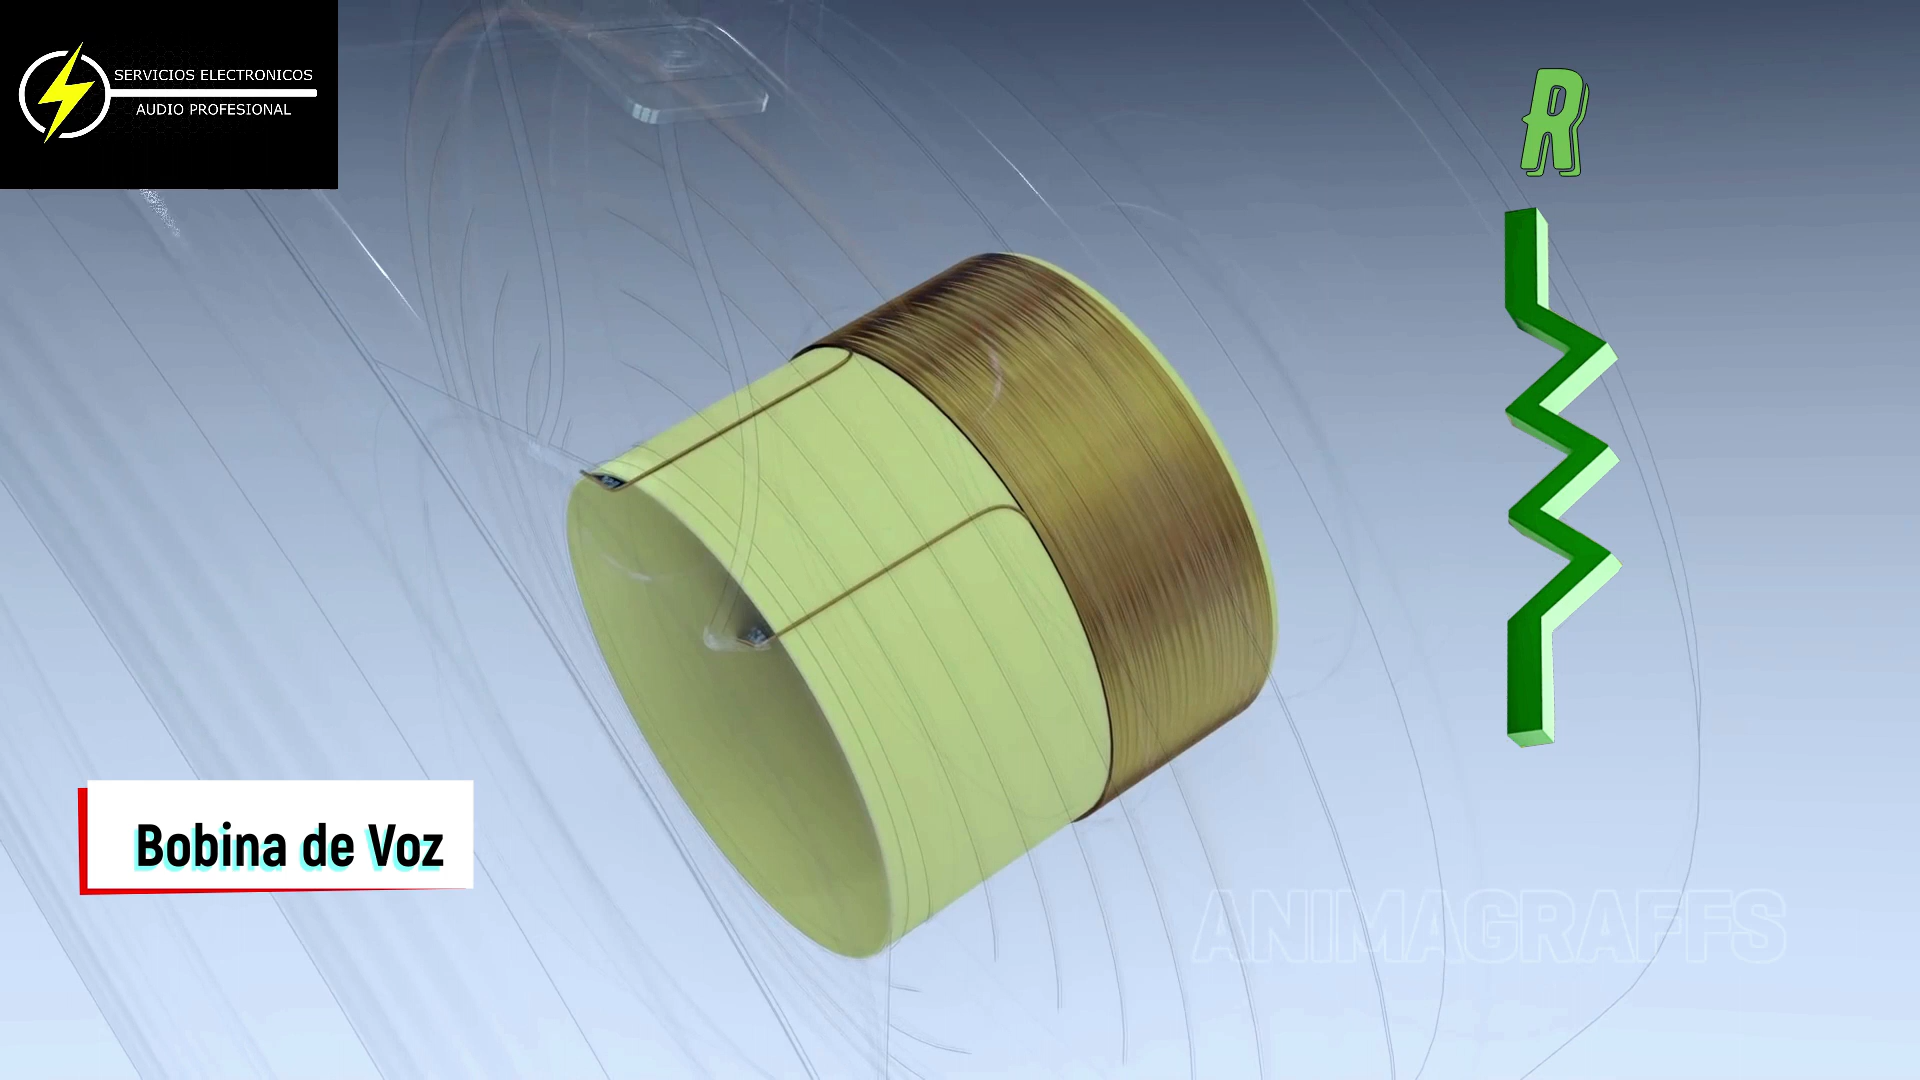 SERVICIOS ELECTRONICOS
AUDIO PROFESIONAL
R
Bobina de Voz
ANIMAGRAFFS